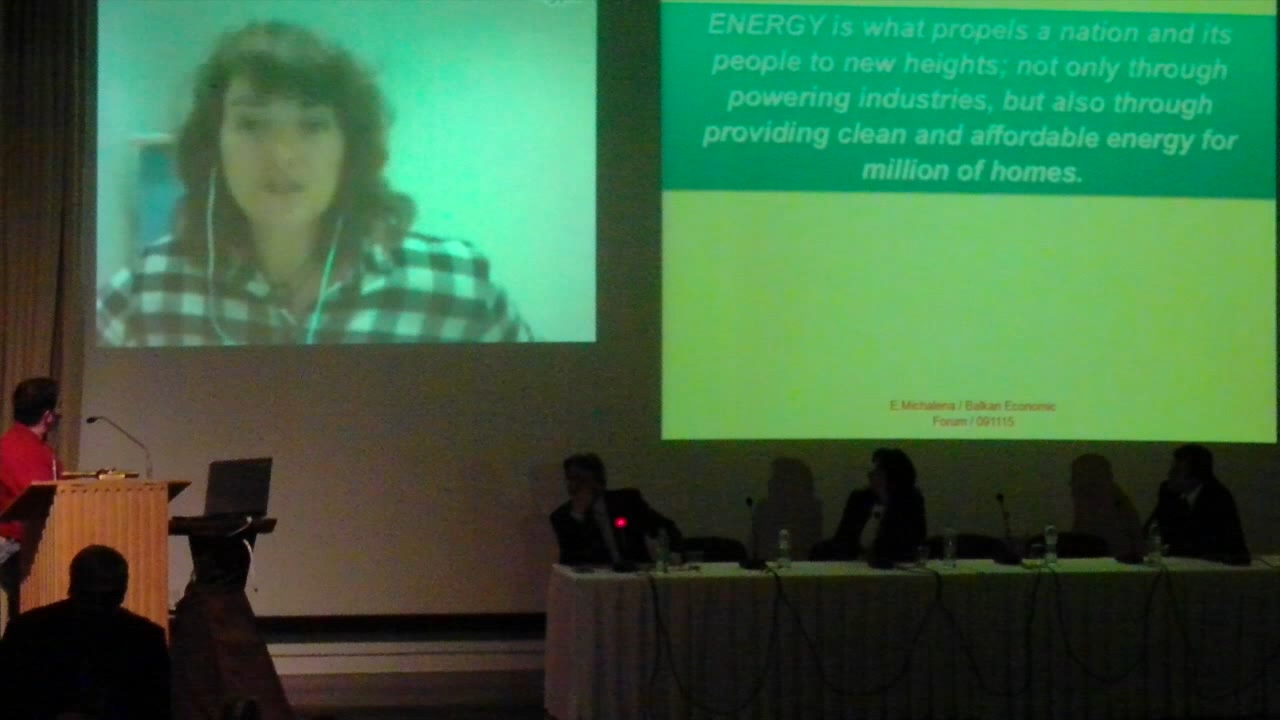 ENERGY is what propels a nation and its
people to new heights; not only through
powering industries, but also through
providing clean and affordable energy for
million of homes.
E.Michalena / Balkan Economic
Forum / 091115